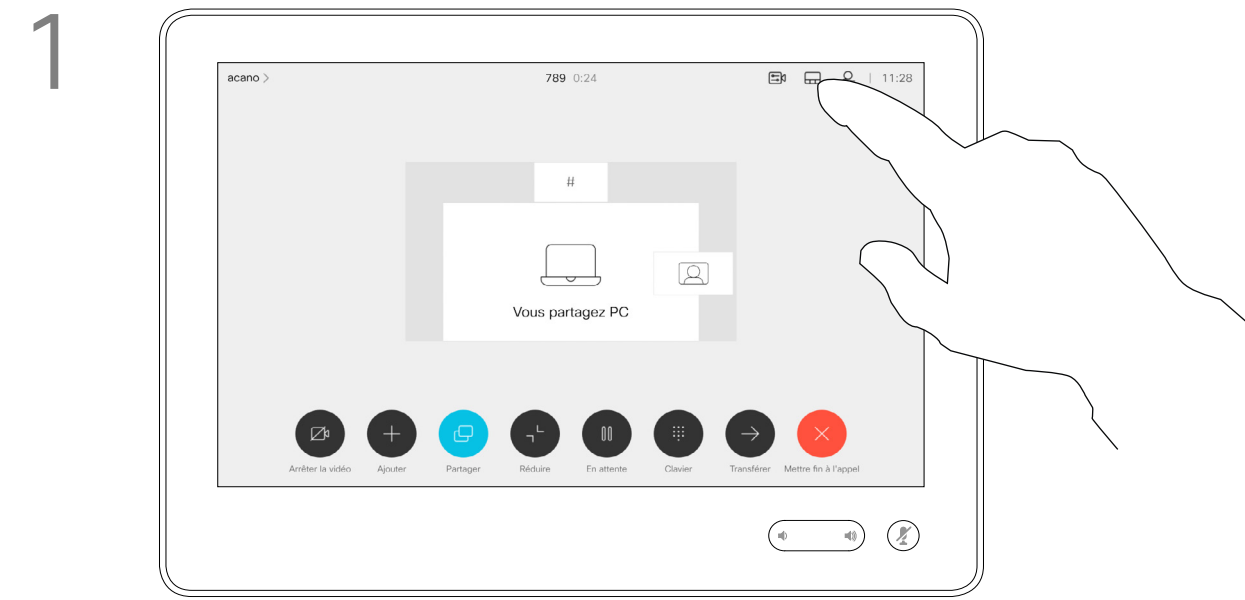 1
acano >
789 0:24
11:28
#
Vous partagez PC
Arrêter la vidéo
Ajouter
Partager
Réduire
En attente
Clavier
Transférer
Mettre fin à l'appel